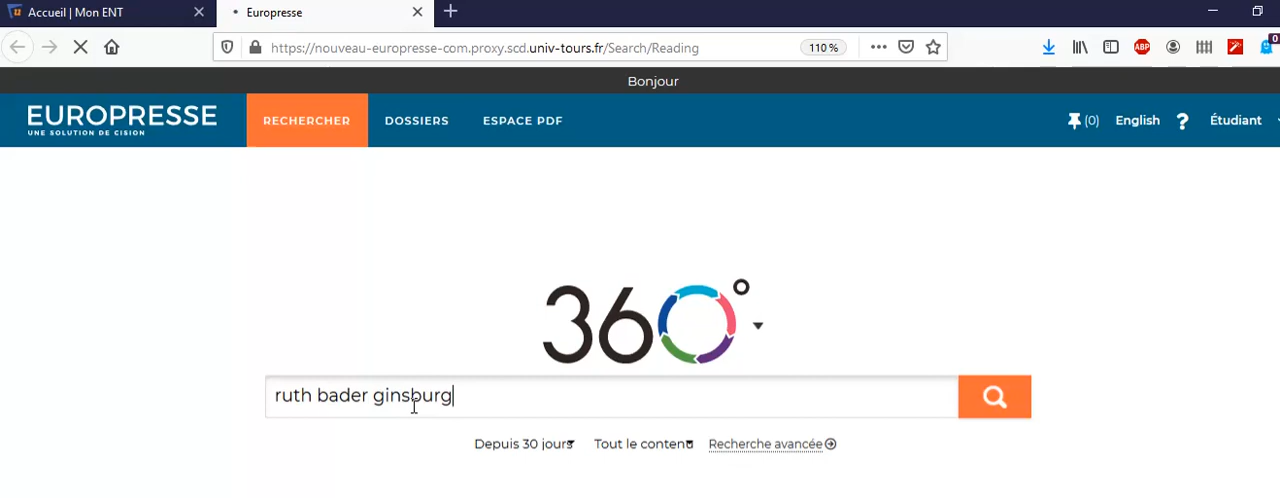 Accueil | Mon ENT
Europresse
https://nouveau-europresse-com.proxy.scd.univ-tours.fr/Search/Reading
110 %
ABP
0
Bonjour
EUROPRESSE
UNE SOLUTION DE CISION
RECHERCHER
DOSSIERS
ESPACE PDF
(0)
English
?
Étudiant
360°
ruth bader ginsburg
Depuis 30 jours
Tout le contenu
Recherche avancée